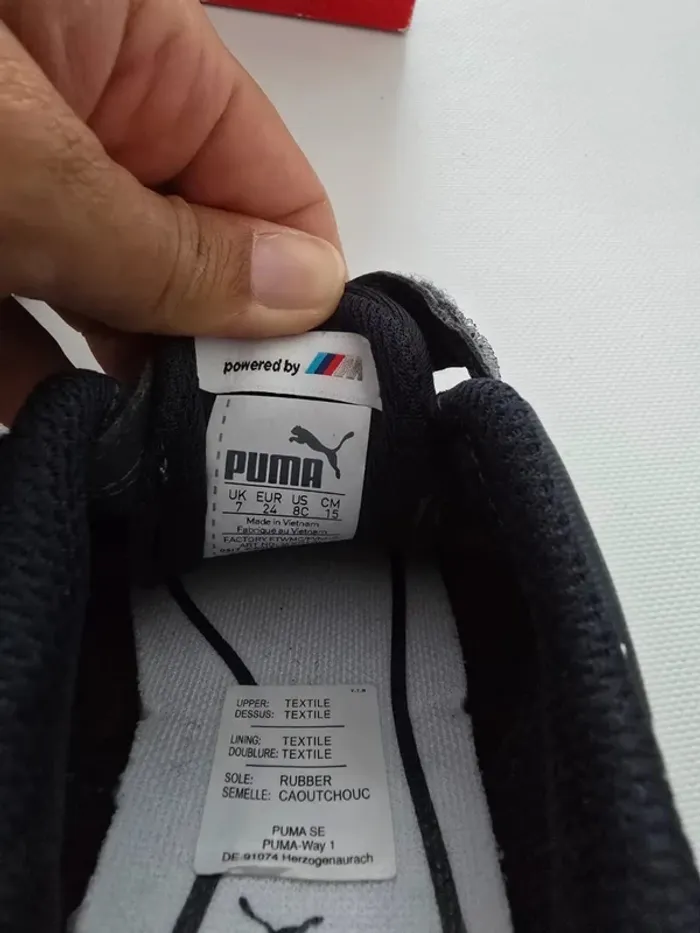 powered by M
PUMA
UK EUR US CM
7 24 8C 15
Made in Vietnam
Fabriqué au Vietnam
UPPER: TEXTILE
DESSUS: TEXTILE
LINING: TEXTILE
DOUBLURE: TEXTILE
SOLE: RUBBER
SEMELLE: CAOUTCHOUC
PUMA SE
PUMA-Way 1
DE-91074 Herzogenaurach